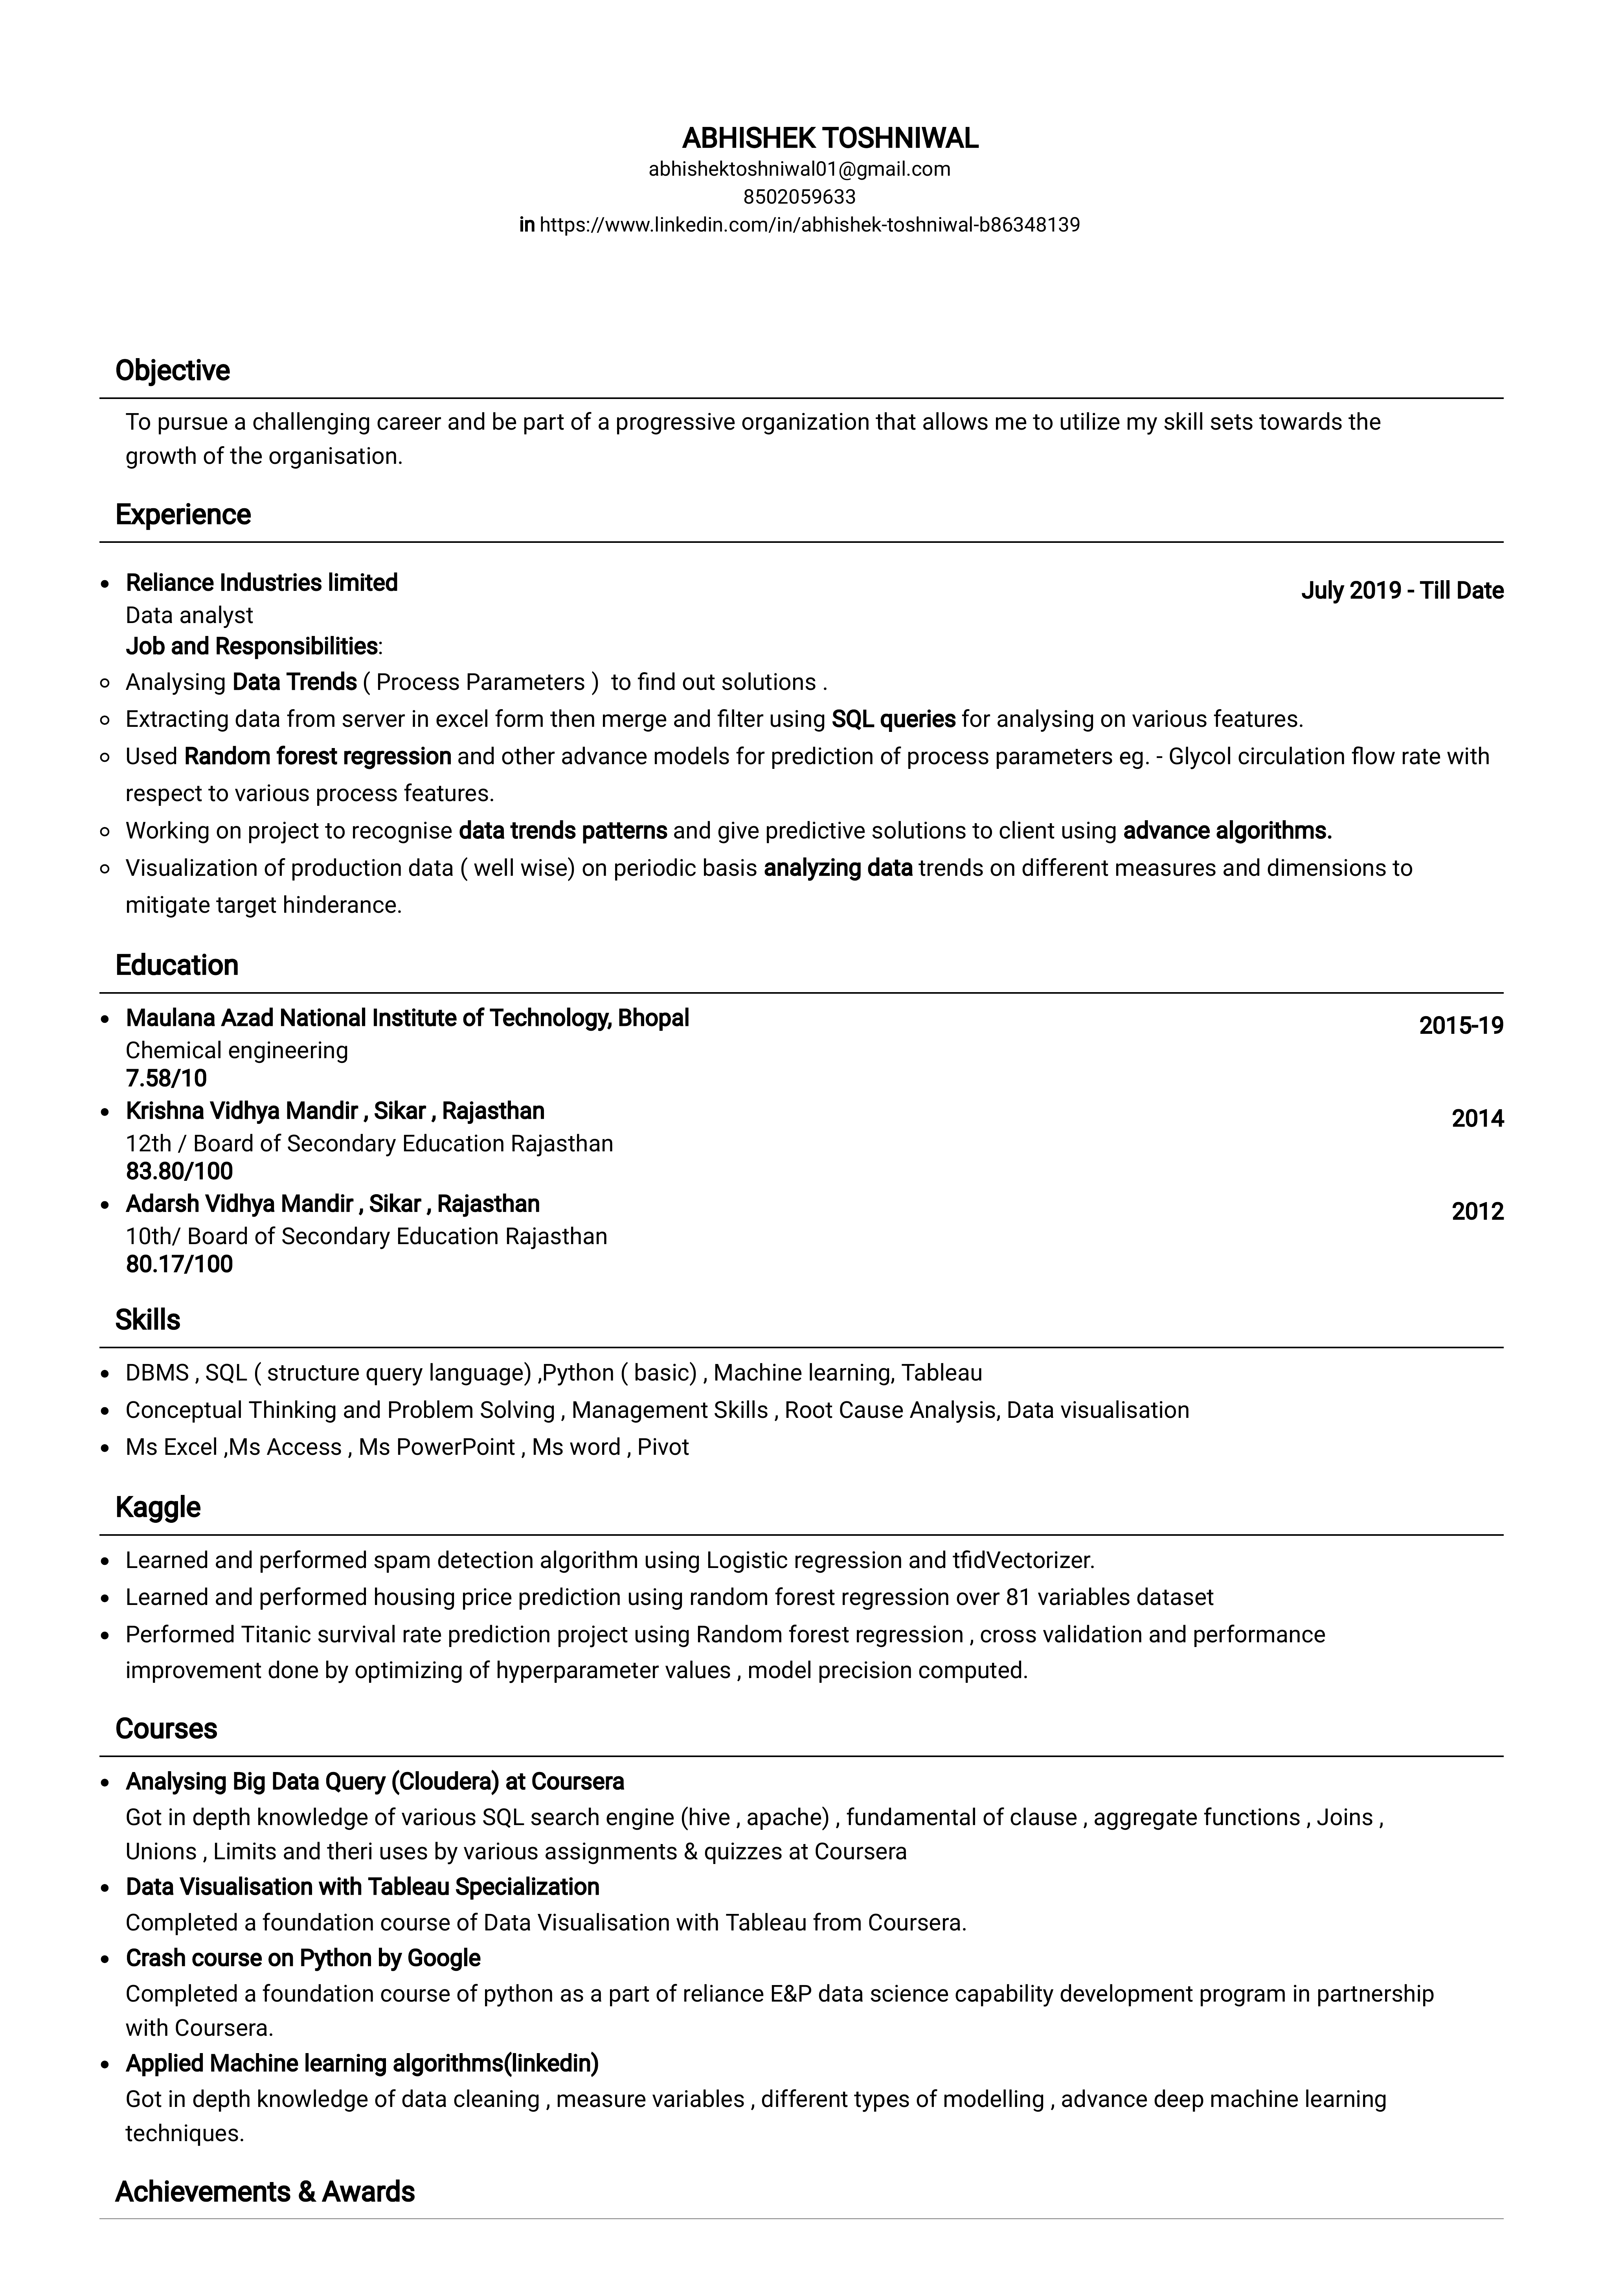 ABHISHEK TOSHNIWAL
abhishektoshniwal01@gmail.com
8502059633
in https://www.linkedin.com/in/abhishek-toshniwal-b86348139
Objective
To pursue a challenging career and be part of a progressive organization that allows me to utilize my skill sets towards the
growth of the organisation.
Experience
• Reliance Industries limited July 2019 - Till Date
Data analyst
Job and Responsibilities:
○ Analysing Data Trends ( Process Parameters )  to find out solutions .
○ Extracting data from server in excel form then merge and filter using SQL queries for analysing on various features.
○ Used Random forest regression and other advance models for prediction of process parameters eg. - Glycol circulation flow rate with
respect to various process features.
○ Working on project to recognise data trends patterns and give predictive solutions to client using advance algorithms.
○ Visualization of production data ( well wise) on periodic basis analyzing data trends on different measures and dimensions to
mitigate target hinderance.
Education
• Maulana Azad National Institute of Technology, Bhopal 2015-19
Chemical engineering
7.58/10
• Krishna Vidhya Mandir , Sikar , Rajasthan 2014
12th / Board of Secondary Education Rajasthan
83.80/100
• Adarsh Vidhya Mandir , Sikar , Rajasthan 2012
10th/ Board of Secondary Education Rajasthan
80.17/100
Skills
• DBMS , SQL ( structure query language) ,Python ( basic) , Machine learning, Tableau
• Conceptual Thinking and Problem Solving , Management Skills , Root Cause Analysis, Data visualisation
• Ms Excel ,Ms Access , Ms PowerPoint , Ms word , Pivot
Kaggle
• Learned and performed spam detection algorithm using Logistic regression and tfidVectorizer.
• Learned and performed housing price prediction using random forest regression over 81 variables dataset
• Performed Titanic survival rate prediction project using Random forest regression , cross validation and performance
improvement done by optimizing of hyperparameter values , model precision computed.
Courses
• Analysing Big Data Query (Cloudera) at Coursera
Got in depth knowledge of various SQL search engine (hive , apache) , fundamental of clause , aggregate functions , Joins ,
Unions , Limits and theri uses by various assignments & quizzes at Coursera
• Data Visualisation with Tableau Specialization
Completed a foundation course of Data Visualisation with Tableau from Coursera.
• Crash course on Python by Google
Completed a foundation course of python as a part of reliance E&P data science capability development program in partnership
with Coursera.
• Applied Machine learning algorithms(linkedin)
Got in depth knowledge of data cleaning , measure variables , different types of modelling , advance deep machine learning
techniques.
Achievements & Awards